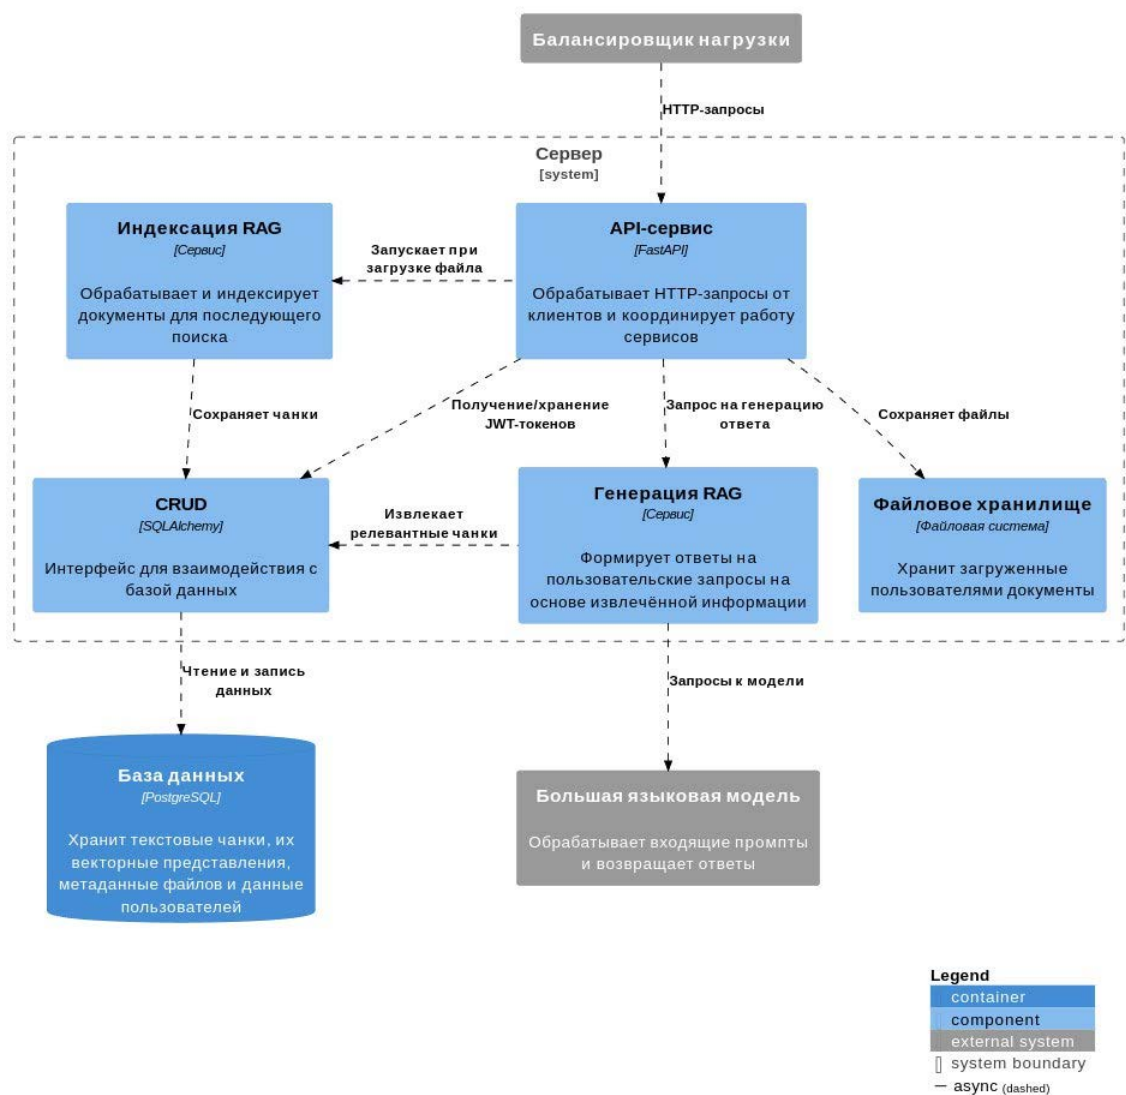 Балансировщик нагрузки
HTTP-запросы
Сервер
[system]
Индексация RAG
[Сервис]
Обрабатывает и индексирует
документы для последующего
поиска
Запускает при
загрузке файла
API-сервис
[FastAPI]
Обрабатывает HTTP-запросы от
клиентов и координирует работу
сервисов
Сохраняет чанки
Получение/хранение
JWT-токенов
Запрос на генерацию
ответа
Сохраняет файлы
CRUD
[SQLAlchemy]
Интерфейс для взаимодействия с
базой данных
Извлекает
релевантные чанки
Генерация RAG
[Сервис]
Формирует ответы на
пользовательские запросы на
основе извлечённой информации
Файловое хранилище
[Файловая система]
Хранит загруженные
пользователями документы
Чтение и запись
данных
Запросы к модели
База данных
[PostgreSQL]
Хранит текстовые чанки, их
векторные представления,
метаданные файлов и данные
пользователей
Большая языковая модель
Обрабатывает входящие промпты
и возвращает ответы
Legend
container
component
external system
system boundary
async (dashed)